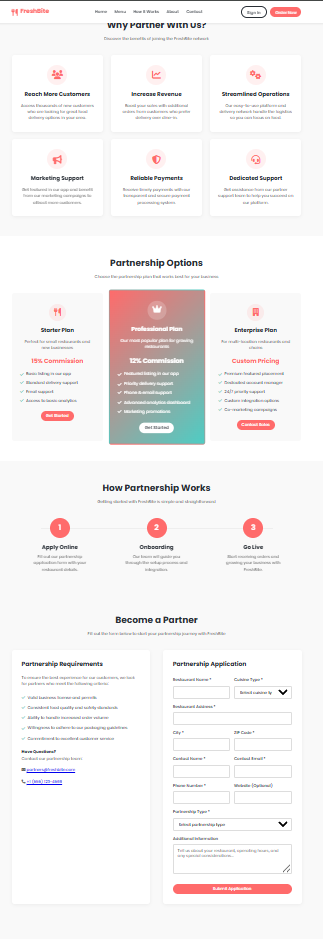 FreshBite
Home Menu How It Works About Contact
Sign In Order Now
Why Partner With Us?
Discover the benefits of joining the FreshBite network
Reach More Customers
Access thousands of new customers
who are looking for great food
delivery options in your area.
Increase Revenue
Boost your sales with additional
orders from customers who prefer
delivery over dine-in.
Streamlined Operations
Our easy-to-use platform and
delivery network handle the logistics
so you can focus on food.
Marketing Support
Get featured in our app and benefit
from our marketing campaigns to
attract more customers.
Reliable Payments
Receive timely payments with our
transparent and secure payment
processing system.
Dedicated Support
Get assistance from our partner
support team to help you succeed on
our platform.
Partnership Options
Choose the partnership plan that works best for your business.
Starter Plan
Perfect for small restaurants and
new businesses
15% Commission
Basic listing in our app
Standard delivery support
Email support
Access to basic analytics
Get Started
Professional Plan
Our most popular plan for growing
restaurants
12% Commission
Featured listing in our app
Priority delivery support
Phone & email support
Advanced analytics dashboard
Marketing promotions
Get Started
Enterprise Plan
For multi-location restaurants and
chains
Custom Pricing
Premium featured placement
Dedicated account manager
24/7 priority support
Custom integration options
Co-marketing campaigns
Contact Sales
How Partnership Works
Getting started with FreshBite is simple and straightforward
1
Apply Online
Fill out our partnership
application form with your
restaurant details.
2
Onboarding
Our team will guide you
through the setup process and
integration.
3
Go Live
Start receiving orders and
growing your business with
FreshBite.
Become a Partner
Fill out the form below to start your partnership journey with FreshBite
Partnership Requirements
To ensure the best experience for our customers, we look
for partners who meet the following criteria:
Valid business license and permits
Consistent food quality and safety standards
Ability to handle increased order volume
Willingness to adhere to our packaging guidelines
Commitment to excellent customer service
Have Questions?
Contact our partnership team:
partners@freshbite.com
Partnership Application
Restaurant Name * Cuisine Type *
Select cuisine ty
Restaurant Address *
City * ZIP Code *
Contact Name * Contact Email *
Phone Number * Website (Optional)
Partnership Type *
Select partnership type
Additional Information
Tell us about your restaurant, operating hours, and
any special considerations...
Submit Application